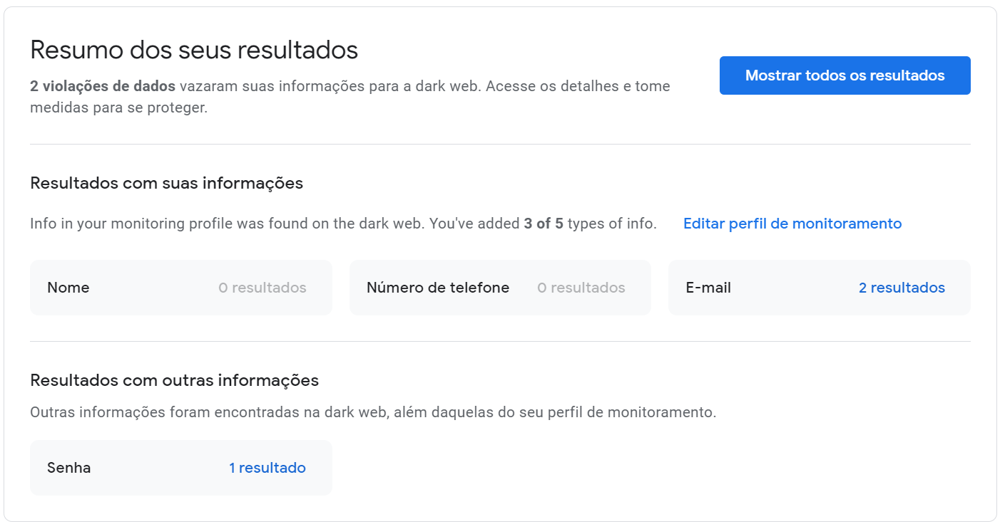 Resumo dos seus resultados
2 violações de dados vazaram suas informações para a dark web. Acesse os detalhes e tome
medidas para se proteger.
Mostrar todos os resultados
Resultados com suas informações
Info in your monitoring profile was found on the dark web. You've added 3 of 5 types of info.
Editar perfil de monitoramento
Nome
0 resultados
Número de telefone
0 resultados
E-mail
2 resultados
Resultados com outras informações
Outras informações foram encontradas na dark web, além daquelas do seu perfil de monitoramento.
Senha
1 resultado